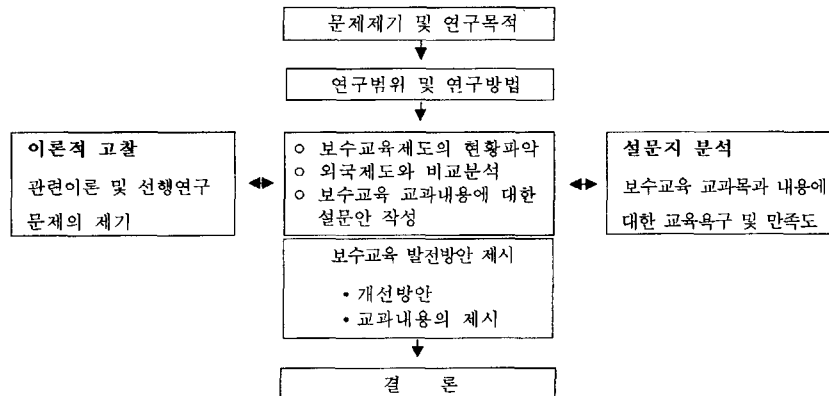 문제제기 및 연구목적
연구범위 및 연구방법
이론적 고찰
관련이론 및 선행연구
문제의 제기
○ 보수교육제도의 현황파악
○ 외국제도와 비교분석
○ 보수교육 교과내용에 대한
설문안 작성
설문지 분석
보수교육 교과목과 내용에
대한 교육욕구 및 만족도
보수교육 발전방안 제시
• 개선방안
• 교과내용의 제시
결 론